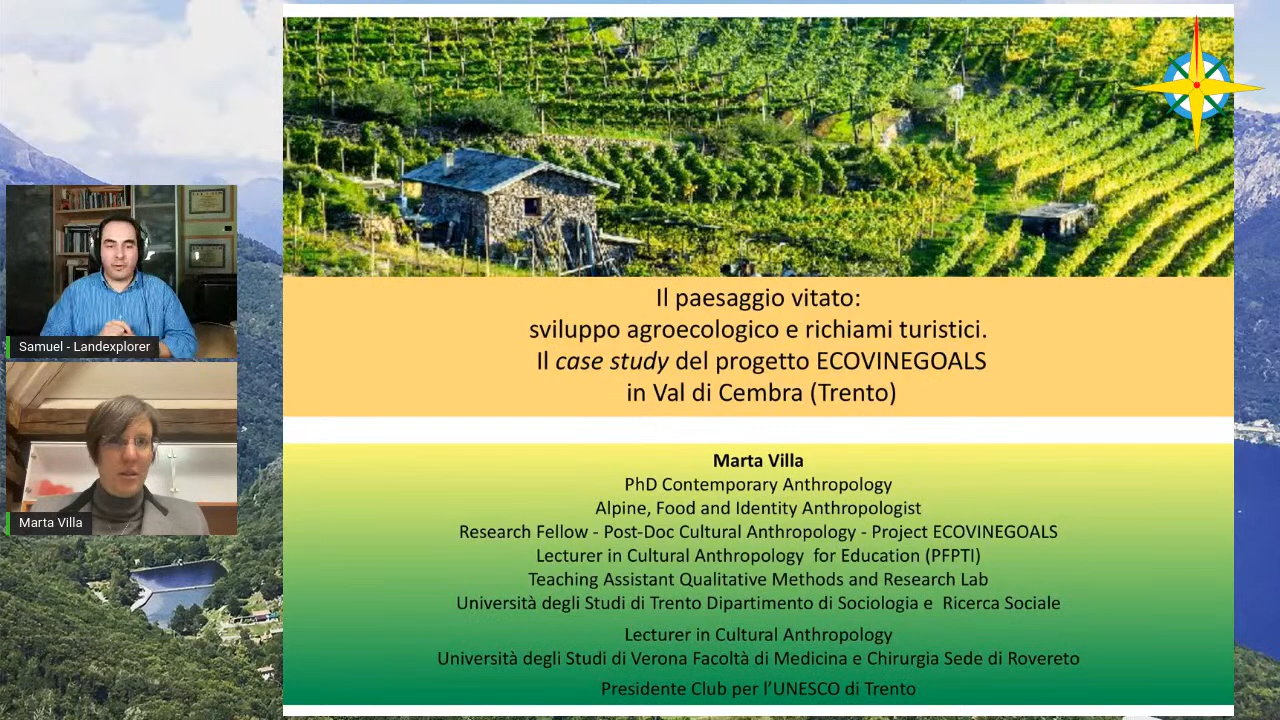 Samuel - Landexplorer
Marta Villa
Il paesaggio vitato:
sviluppo agroecologico e richiami turistici.
Il case study del progetto ECOVINEGOALS
in Val di Cembra (Trento)
Marta Villa
PhD Contemporary Anthropology
Alpine, Food and Identity Anthropologist
Research Fellow - Post-Doc Cultural Anthropology - Project ECOVINEGOALS
Lecturer in Cultural Anthropology for Education (PFPTI)
Teaching Assistant Qualitative Methods and Research Lab
Università degli Studi di Trento Dipartimento di Sociologia e Ricerca Sociale
Lecturer in Cultural Anthropology
Università degli Studi di Verona Facoltà di Medicina e Chirurgia Sede di Rovereto
Presidente Club per l’UNESCO di Trento